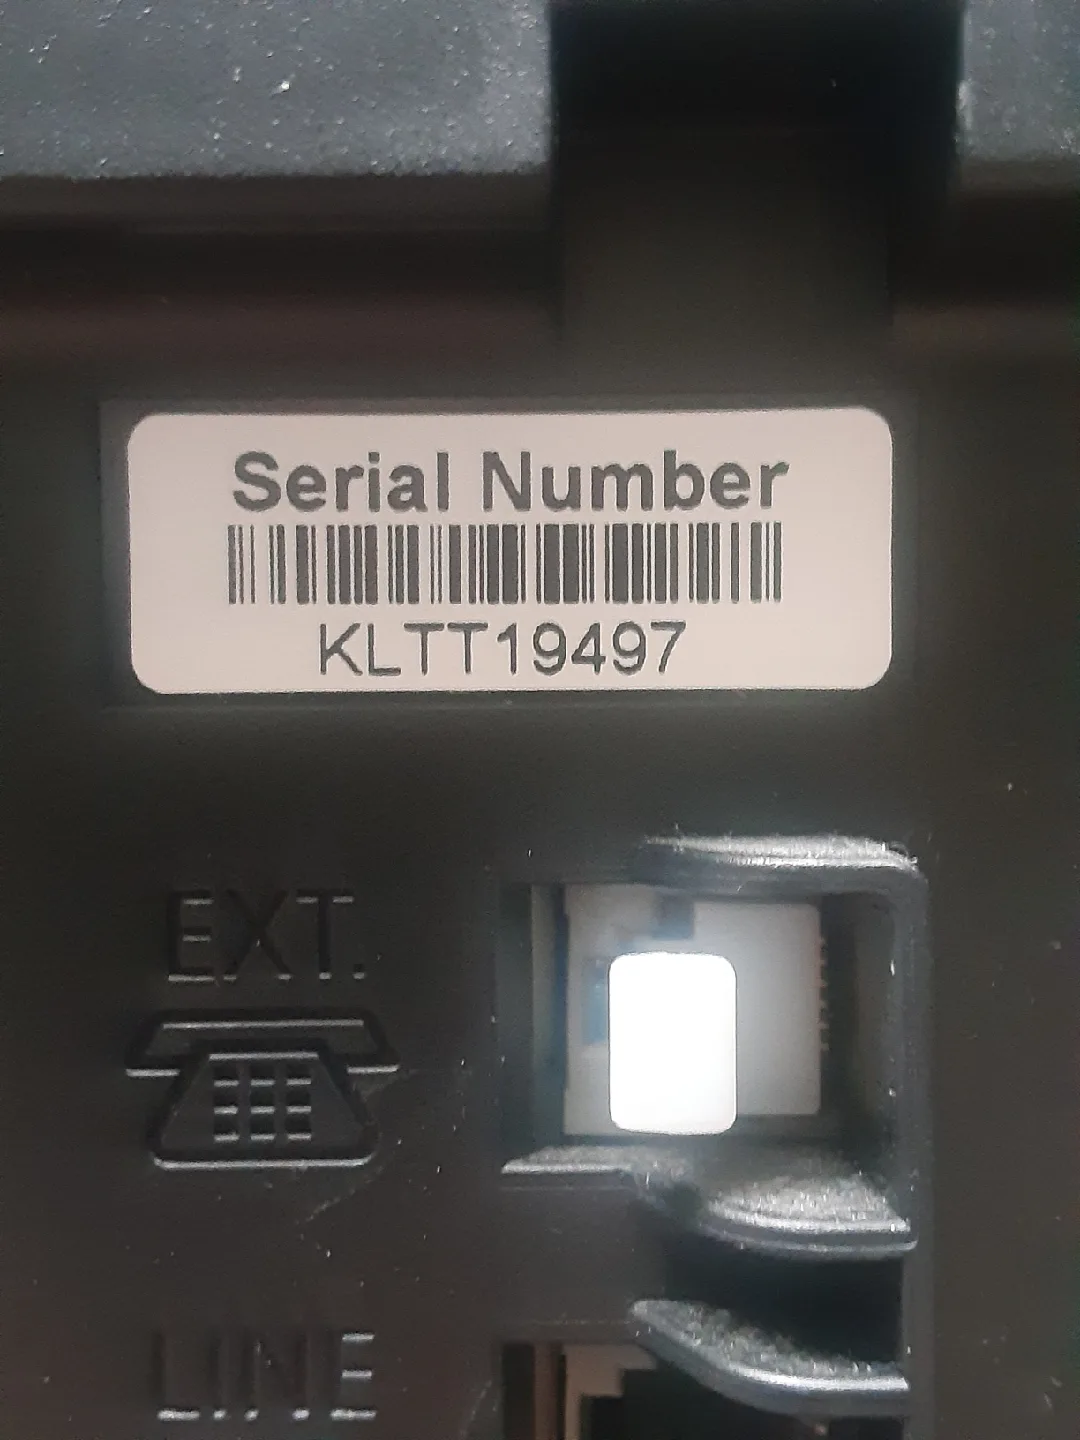 Serial Number
KLTT19497
EXT.
LINE